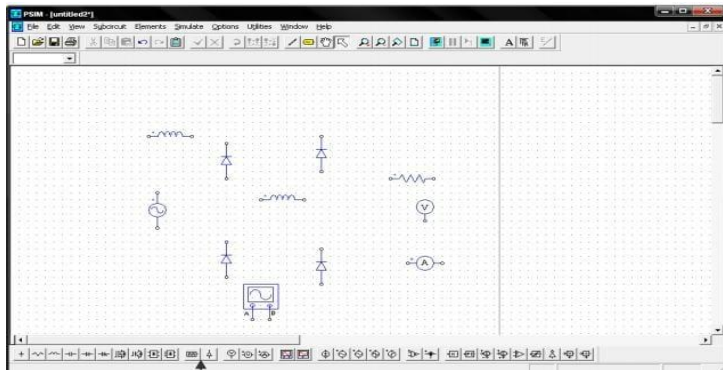 PSIM - [untitled2*]
File Edit View Subcircuit Elements Simulate Options Utilities Window Help
A
V
A
A B